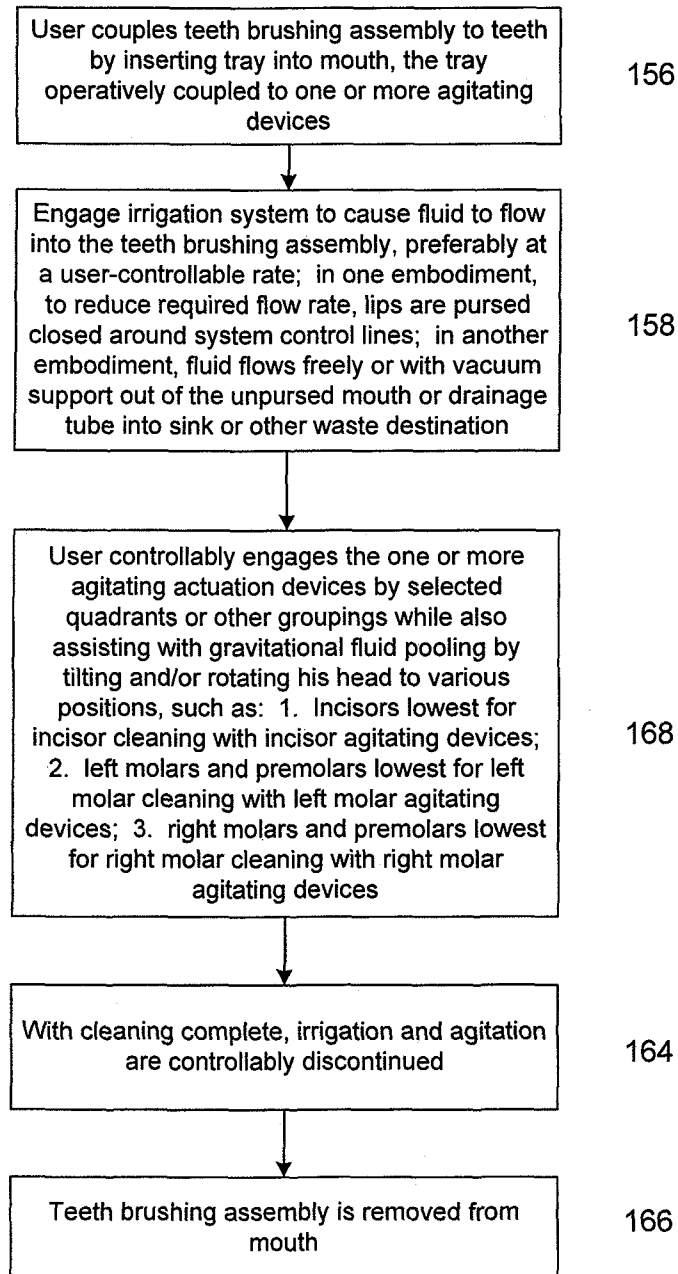 User couples teeth brushing assembly to teeth
by inserting tray into mouth, the tray
operatively coupled to one or more agitating
devices
156
Engage irrigation system to cause fluid to flow
into the teeth brushing assembly, preferably at
a user-controllable rate; in one embodiment,
to reduce required flow rate, lips are pursed
closed around system control lines; in another
embodiment, fluid flows freely or with vacuum
support out of the unpursed mouth or drainage
tube into sink or other waste destination
158
User controllably engages the one or more
agitating actuation devices by selected
quadrants or other groupings while also
assisting with gravitational fluid pooling by
tilting and/or rotating his head to various
positions, such as: 1. Incisors lowest for
incisor cleaning with incisor agitating devices;
2. left molars and premolars lowest for left
molar cleaning with left molar agitating
devices; 3. right molars and premolars lowest
for right molar cleaning with right molar
agitating devices
168
With cleaning complete, irrigation and agitation
are controllably discontinued
164
Teeth brushing assembly is removed from
mouth
166